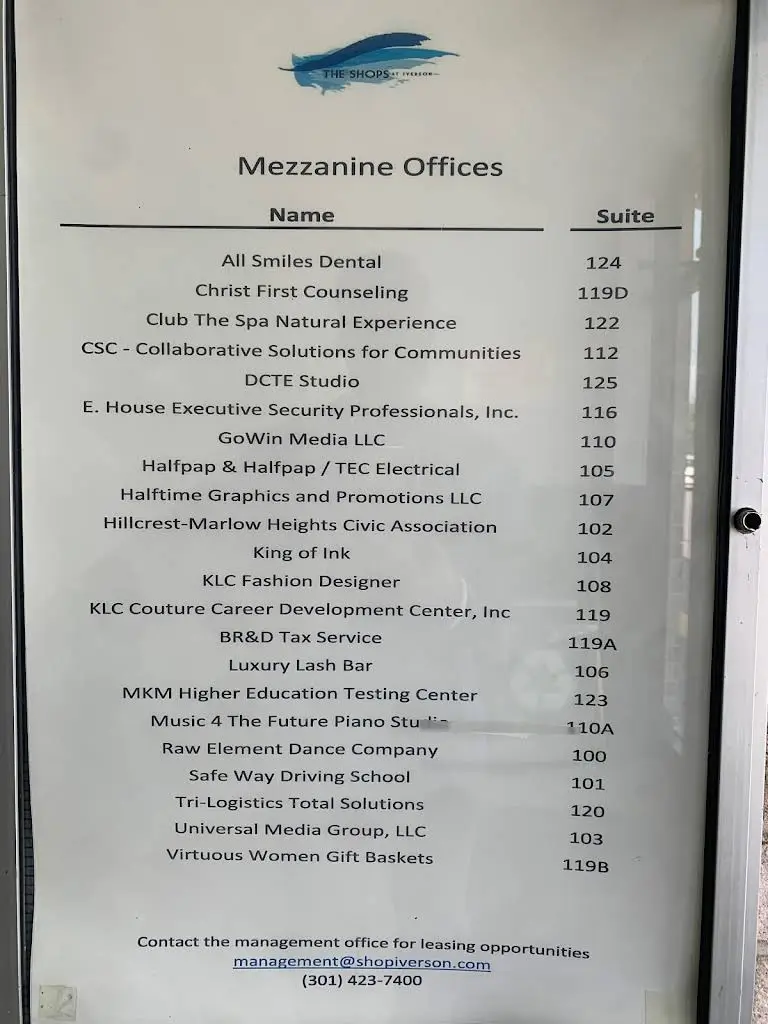 THE SHOPS AT IVERSON
Mezzanine Offices
Name Suite
All Smiles Dental 124
Christ First Counseling 119D
Club The Spa Natural Experience 122
CSC - Collaborative Solutions for Communities 112
DCTE Studio 125
E. House Executive Security Professionals, Inc. 116
GoWin Media LLC 110
Halfpap & Halfpap / TEC Electrical 105
Halftime Graphics and Promotions LLC 107
Hillcrest-Marlow Heights Civic Association 102
King of Ink 104
KLC Fashion Designer 108
KLC Couture Career Development Center, Inc 119
BR&D Tax Service 119A
Luxury Lash Bar 106
MKM Higher Education Testing Center 123
Music 4 The Future Piano Studio 110A
Raw Element Dance Company 100
Safe Way Driving School 101
Tri-Logistics Total Solutions 120
Universal Media Group, LLC 103
Virtuous Women Gift Baskets 119B
Contact the management office for leasing opportunities
management@shopiverson.com
(301) 423-7400